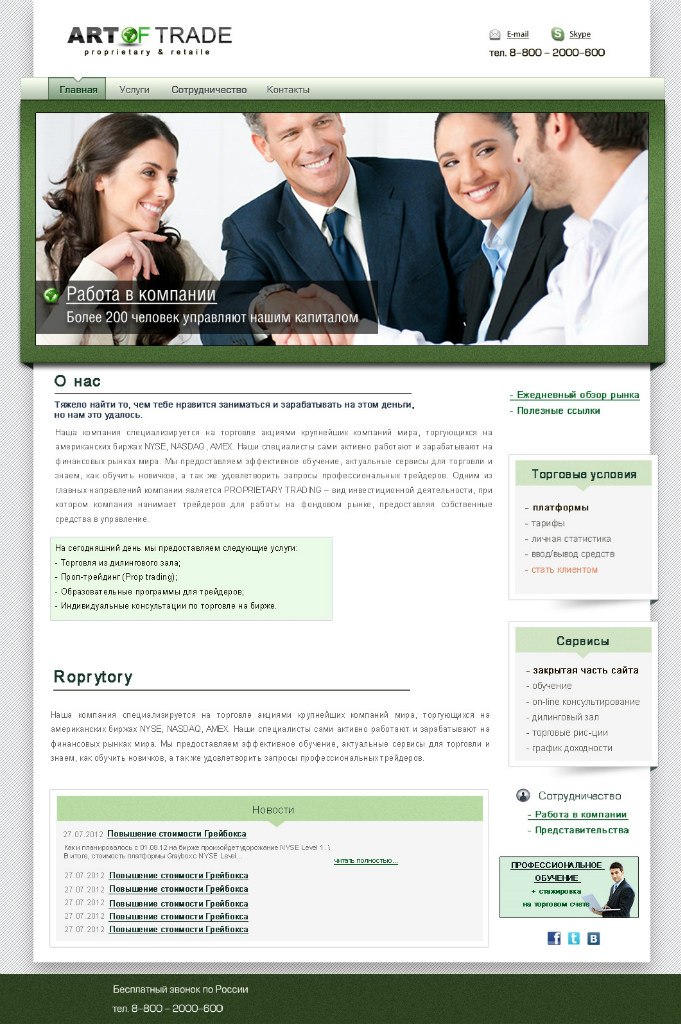 ART OF TRADE
proprietary & retaile
E-mail
Skype
тел. 8-800 - 2000-600
Главная
Услуги
Сотрудничество
Контакты
Работа в компании
Более 200 человек управляют нашим капиталом
О нас
Тяжело найти то, чем тебе нравится заниматься и зарабатывать на этом деньги,
но нам это удалось.
Наша компания специализируется на торговле акциями крупнейших компаний мира, торгующихся на
американских биржах NYSE, NASDAQ, AMEX. Наши специалисты сами активно работают и зарабатывают на
финансовых рынках мира. Мы предоставляем эффективное обучение, актуальные сервисы для торговли и
знаем, как обучить новичков, а так же удовлетворить запросы профессиональных трейдеров. Одним из
главных направлений компании является PROPRIETARY TRADING – вид инвестиционной деятельности, при
котором компания нанимает трейдеров для работы на фондовом рынке, предоставляя собственные
средства в управление.
На сегодняшний день мы предоставляем следующие услуги:
- Торговля из дилингового зала;
- Проп-трейдинг (Prop trading);
- Образовательные программы для трейдеров;
- Индивидуальные консультации по торговле на бирже.
Roprytory
Наша компания специализируется на торговле акциями крупнейших компаний мира, торгующихся на
американских биржах NYSE, NASDAQ, AMEX. Наши специалисты сами активно работают и зарабатывают на
финансовых рынках мира. Мы предоставляем эффективное обучение, актуальные сервисы для торговли и
знаем, как обучить новичков, а также удовлетворить запросы профессиональных трейдеров.
Новости
27.07.2012 Повышение стоимости Грейбокса
Как и планировалось с 01.08.12 на бирже произойдет удорожание NYSE Level 1.
В итоге, стоимость платформы Graybox с NYSE Level...
читать полностью...
27.07.2012 Повышение стоимости Грейбокса
27.07.2012 Повышение стоимости Грейбокса
27.07.2012 Повышение стоимости Грейбокса
27.07.2012 Повышение стоимости Грейбокса
27.07.2012 Повышение стоимости Грейбокса
- Ежедневный обзор рынка
- Полезные ссылки
Торговые условия
- платформы
- тарифы
- личная статистика
- ввод/вывод средств
- стать клиентом
Сервисы
- закрытая часть сайта
- обучение
- on-line консультирование
- дилинговый зал
- торговые рис-ции
- график доходности
Сотрудничасто
- Работа в компании
- Представительства
ПРОФЕССИОНАЛЬНОЕ
ОБУЧЕНИЕ
+ стажировка
на торговом счете
Бесплатный звонок по России
тел. 8-800 - 2000-600